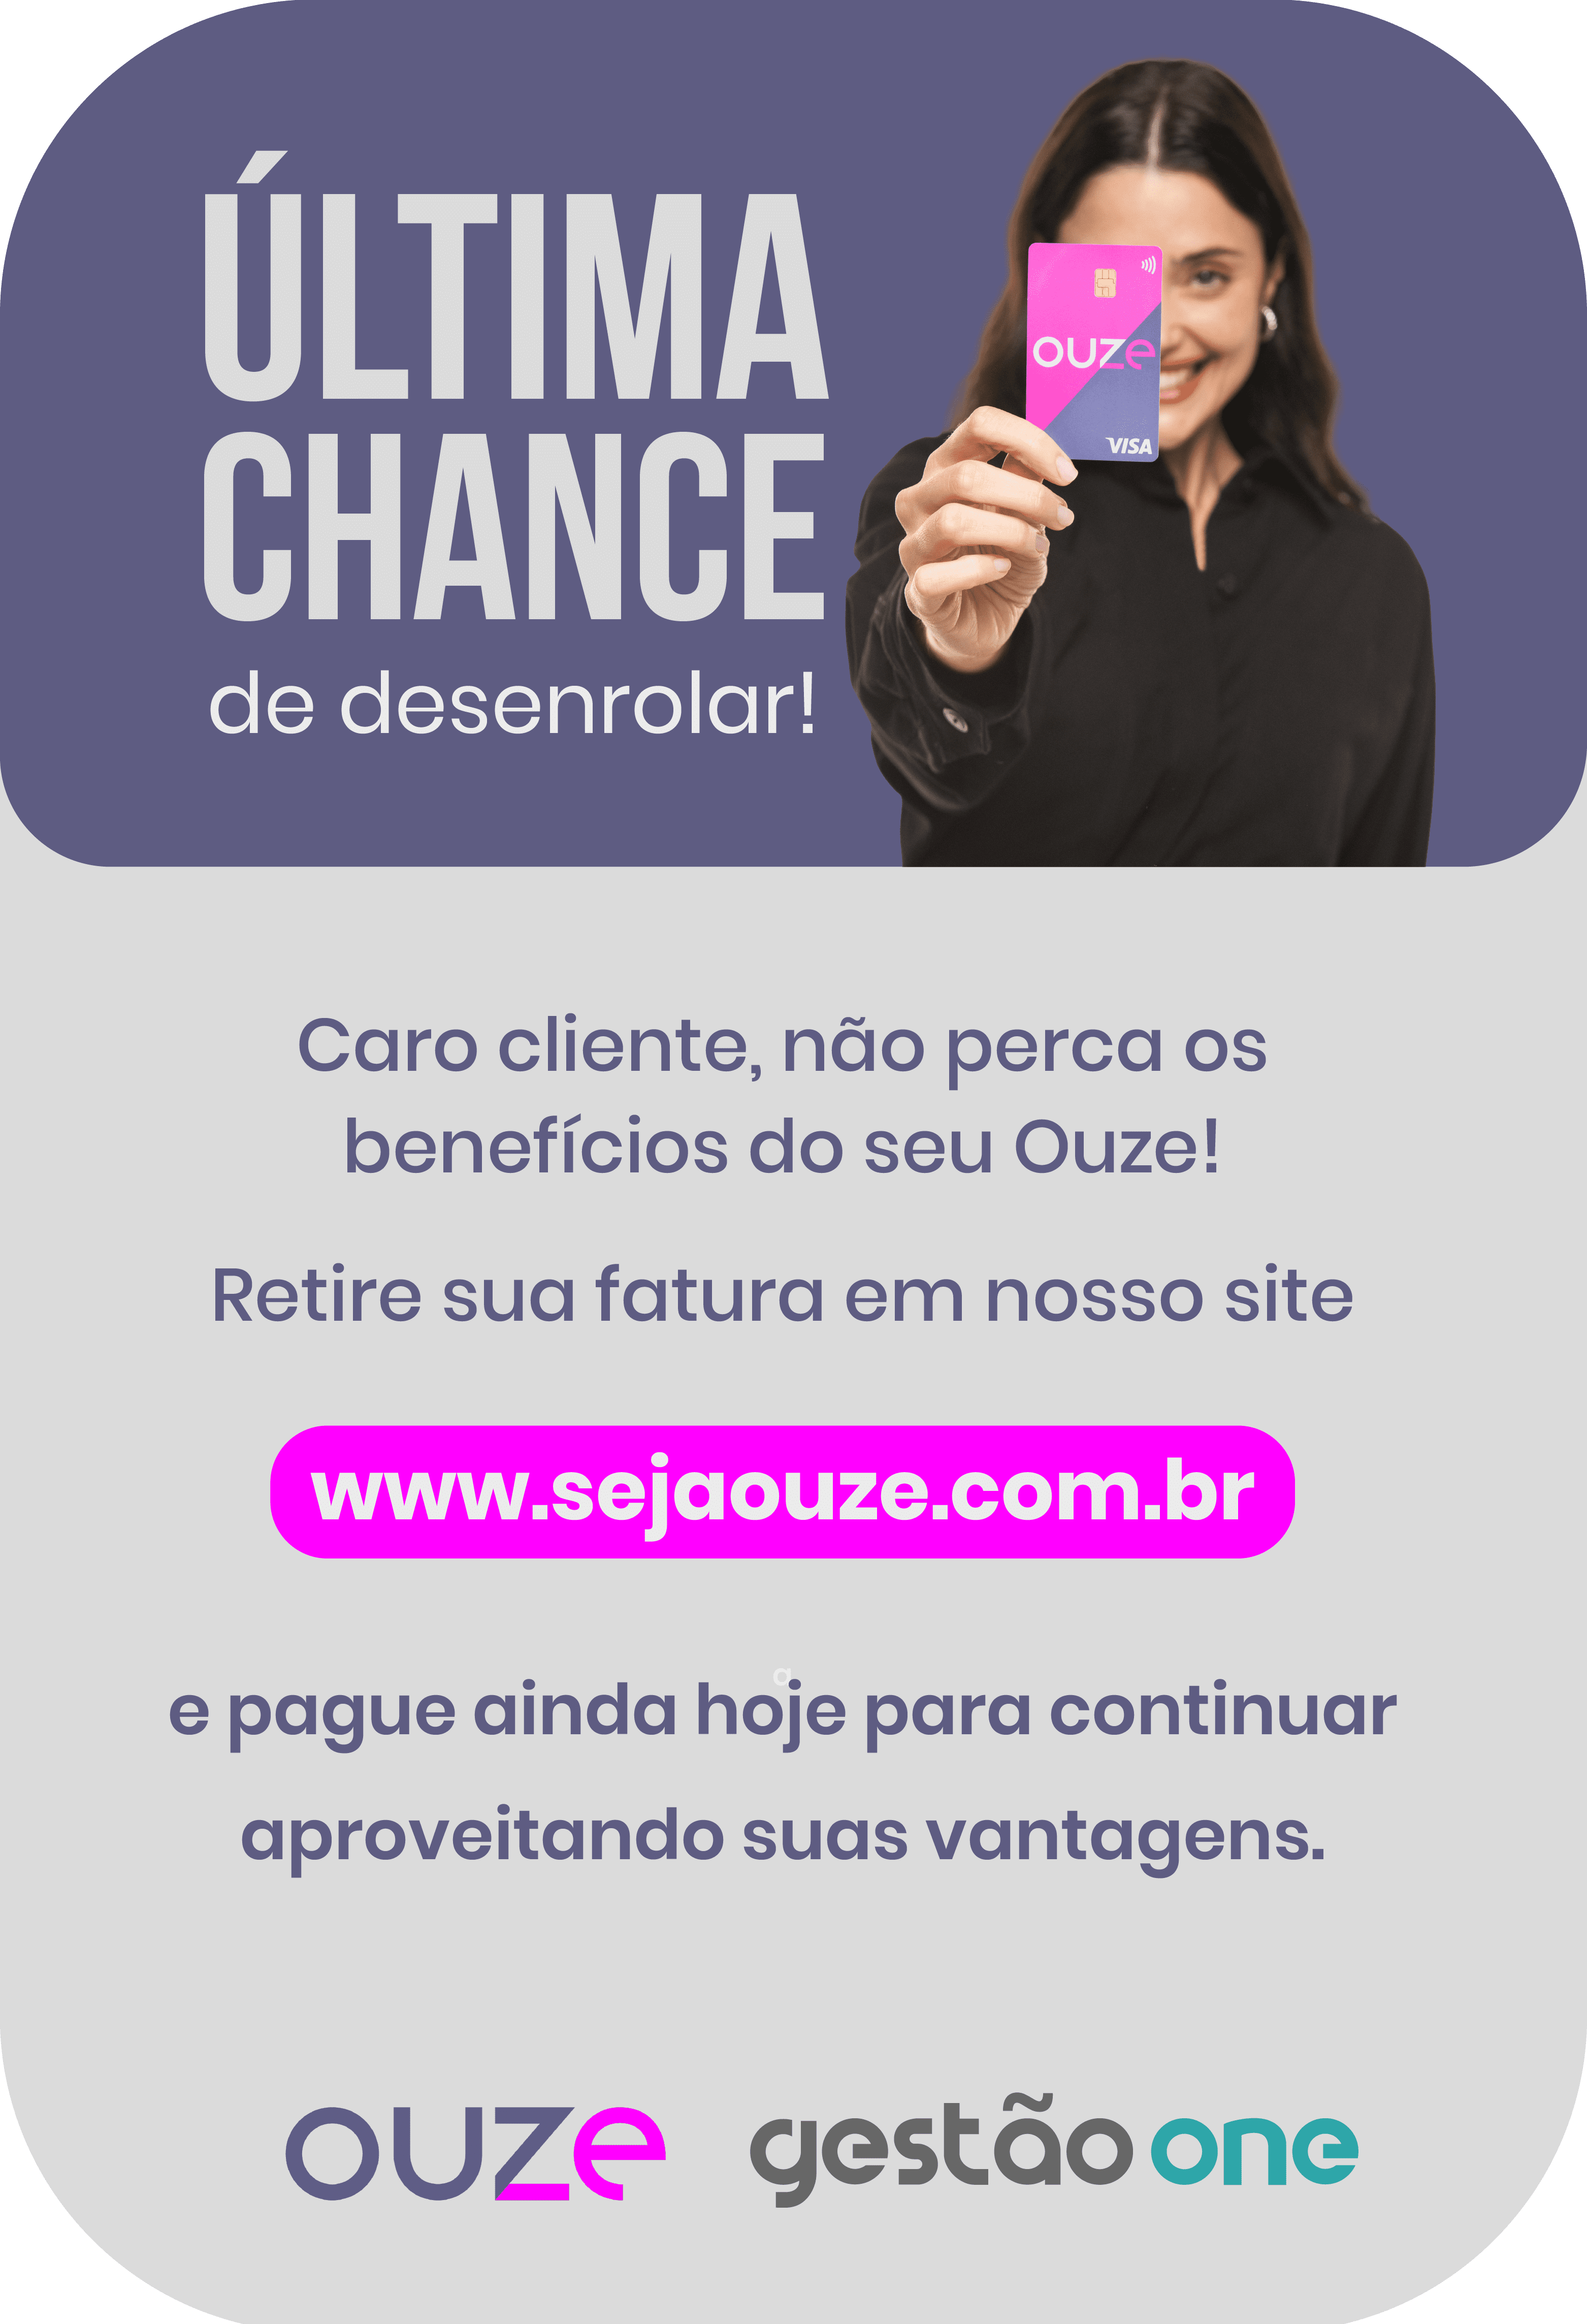 ÚLTIMA
CHANCE
de desenrolar!
ouze
VISA
Caro cliente, não perca os
benefícios do seu Ouze!
Retire sua fatura em nosso site
www.sejaouze.com.br
a
e pague ainda hoje para continuar
aproveitando suas vantagens.
ouze gestão one